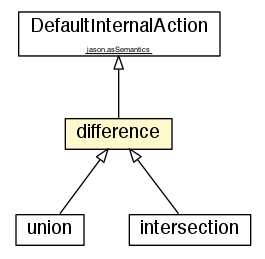 DefaultInternalAction
jason.asSemantics
difference
union
intersection